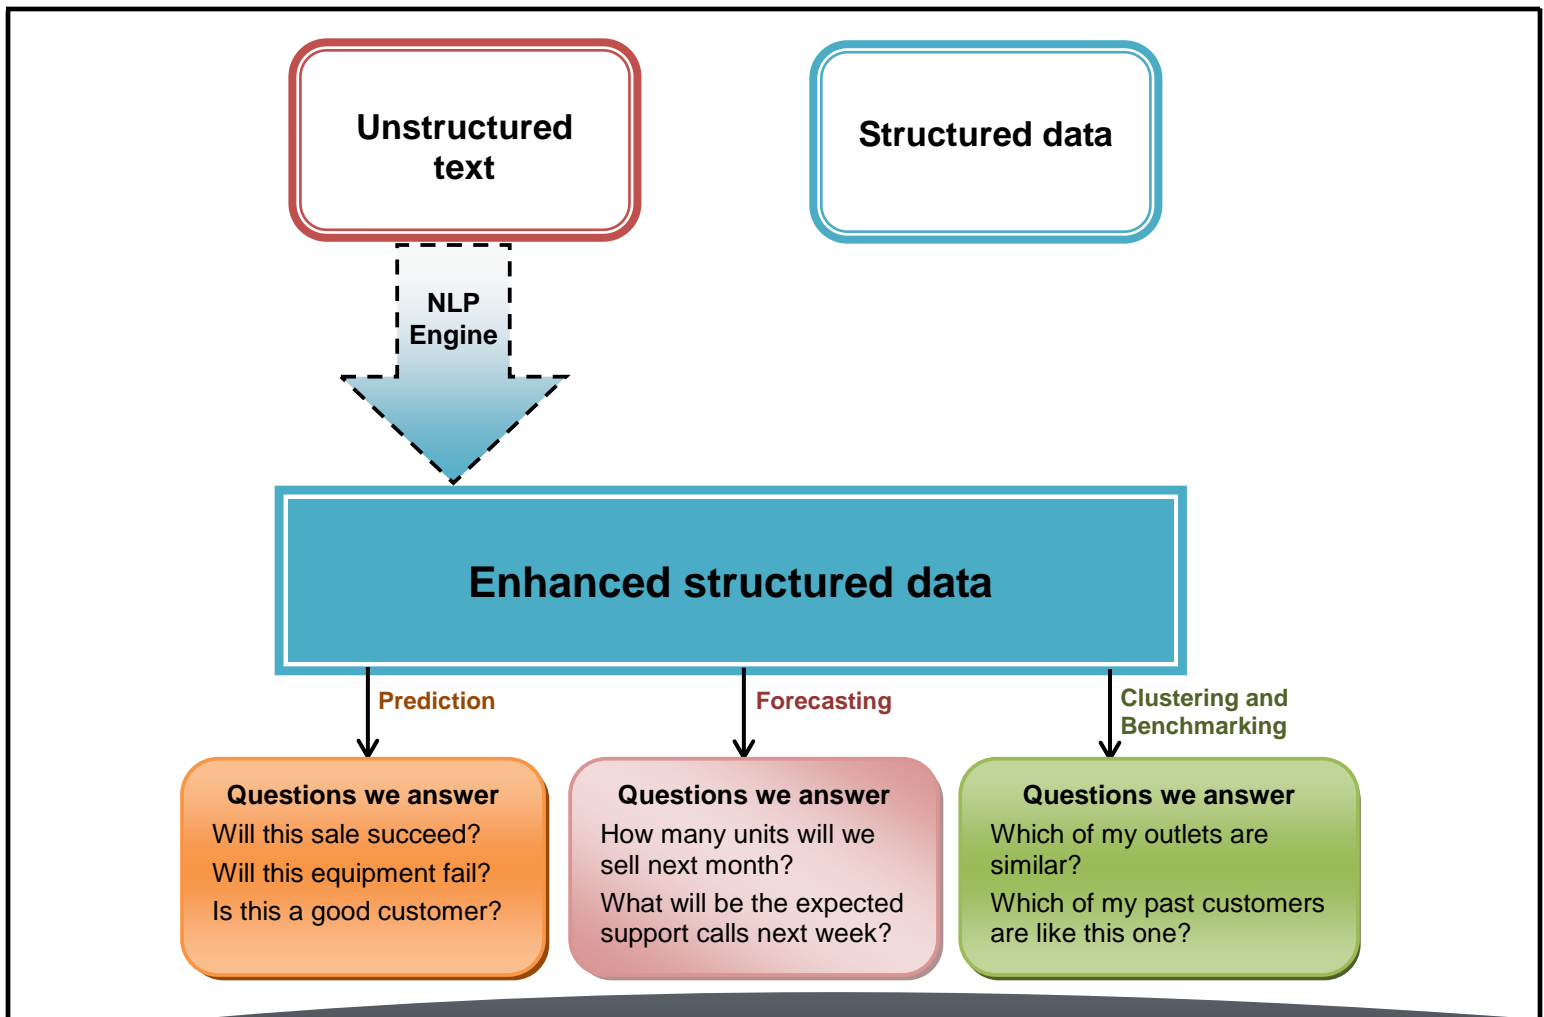 Unstructured
text
Structured data
NLP
Engine
Enhanced structured data
Prediction
Forecasting
Clustering and
Benchmarking
Questions we answer
Will this sale succeed?
Will this equipment fail?
Is this a good customer?
Questions we answer
How many units will we
sell next month?
What will be the expected
support calls next week?
Questions we answer
Which of my outlets are
similar?
Which of my past customers
are like this one?